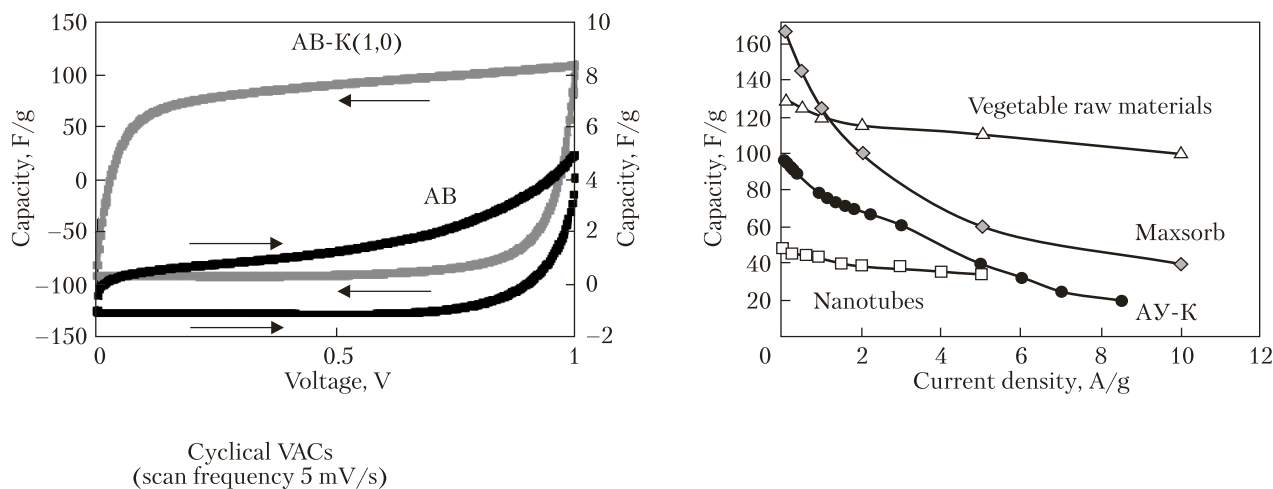 150
100
50
0
−50
−100
−150
Capacity, F/g
AB-K(1,0)
AB
10
8
6
4
2
0
−2
Capacity, F/g
0
0.5
1
Voltage, V
Cyclical VACs
(scan frequency 5 mV/s)
160
140
120
100
80
60
40
20
0
Capacity, F/g
Vegetable raw materials
Maxsorb
Nanotubes
АУ-К
2
4
6
8
10
12
Current density, A/g